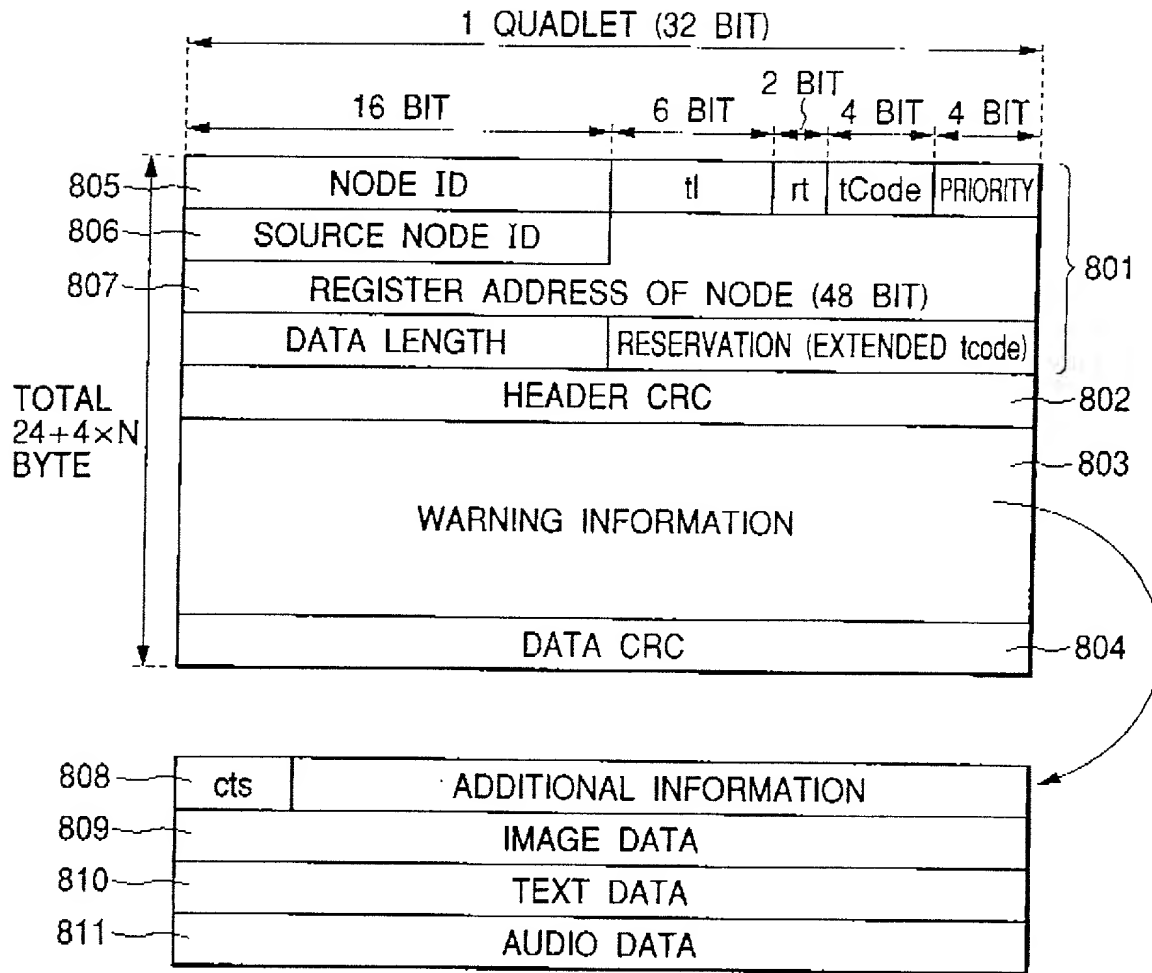 1 QUADLET (32 BIT)
2 BIT
16 BIT 6 BIT 4 BIT 4 BIT
805 NODE ID tl rt tCode PRIORITY
806 SOURCE NODE ID
801
807 REGISTER ADDRESS OF NODE (48 BIT)
DATA LENGTH RESERVATION (EXTENDED tcode)
HEADER CRC 802
TOTAL
24+4×N
BYTE
803
WARNING INFORMATION
DATA CRC 804
808 cts ADDITIONAL INFORMATION
809 IMAGE DATA
810 TEXT DATA
811 AUDIO DATA